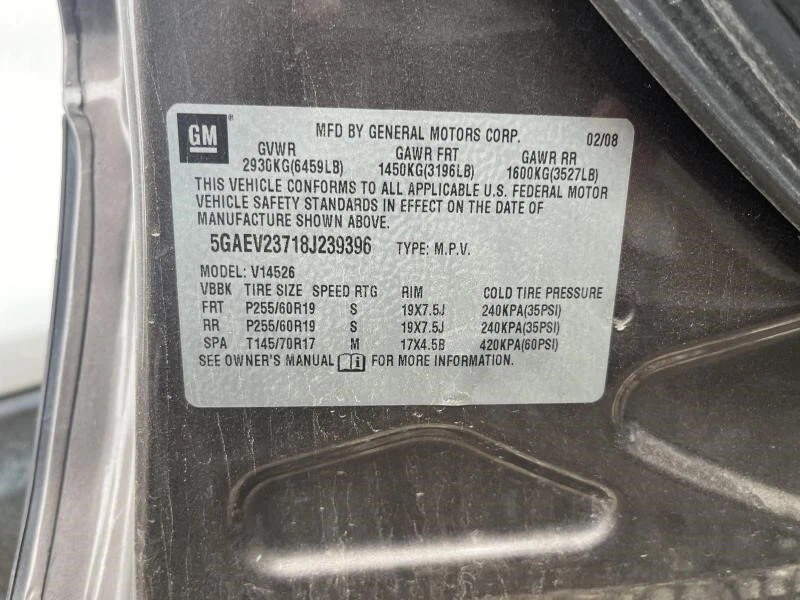 GM ® MFD BY GENERAL MOTORS CORP. 02/08
GVWR GAWR FRT GAWR RR
2930KG(6459LB) 1450KG(3196LB) 1600KG(3527LB)
THIS VEHICLE CONFORMS TO ALL APPLICABLE U.S. FEDERAL MOTOR
VEHICLE SAFETY STANDARDS IN EFFECT ON THE DATE OF
MANUFACTURE SHOWN ABOVE.
5GAEV23718J239396 TYPE: M.P.V.
MODEL: V14526
VBBK TIRE SIZE SPEED RTG RIM COLD TIRE PRESSURE
FRT P255/60R19 S 19X7.5J 240KPA(35PSI)
RR P255/60R19 S 19X7.5J 240KPA(35PSI)
SPA T145/70R17 M 17X4.5B 420KPA(60PSI)
SEE OWNER'S MANUAL i FOR MORE INFORMATION.